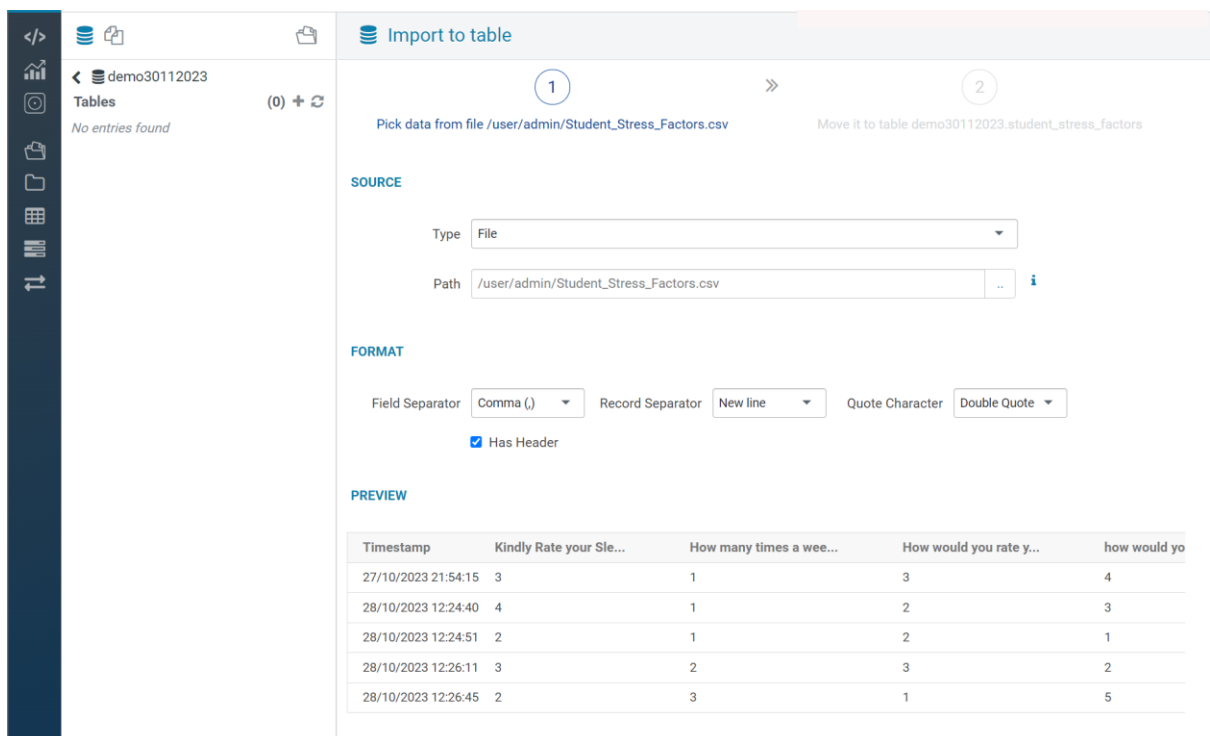 </>
Import to table
demo30112023
Tables (0)
No entries found
1
2
Pick data from file /user/admin/Student_Stress_Factors.csv
Move it to table demo30112023.student_stress_factors
SOURCE
Type File
Path /user/admin/Student_Stress_Factors.csv ..
FORMAT
Field Separator Comma (,) Record Separator New line Quote Character Double Quote
Has Header
PREVIEW
Timestamp Kindly Rate your Sle... How many times a wee... How would you rate y... how would yo
27/10/2023 21:54:15 3 1 3 4
28/10/2023 12:24:40 4 1 2 3
28/10/2023 12:24:51 2 1 2 1
28/10/2023 12:26:11 3 2 3 2
28/10/2023 12:26:45 2 3 1 5